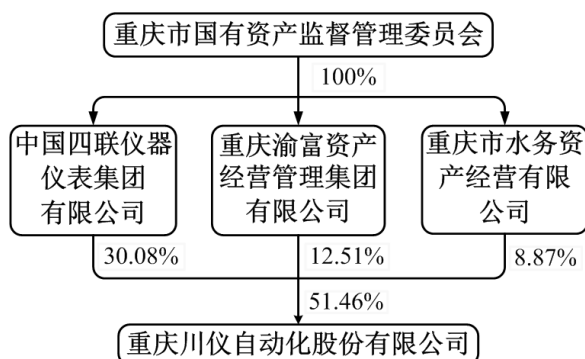 重庆市国有资产监督管理委员会
100%
中国四联仪器
仪表集团
有限公司
重庆渝富资产
经营管理集团
有限公司
重庆市水务资
产经营有限
公司
30.08%
12.51%
8.87%
51.46%
重庆川仪自动化股份有限公司